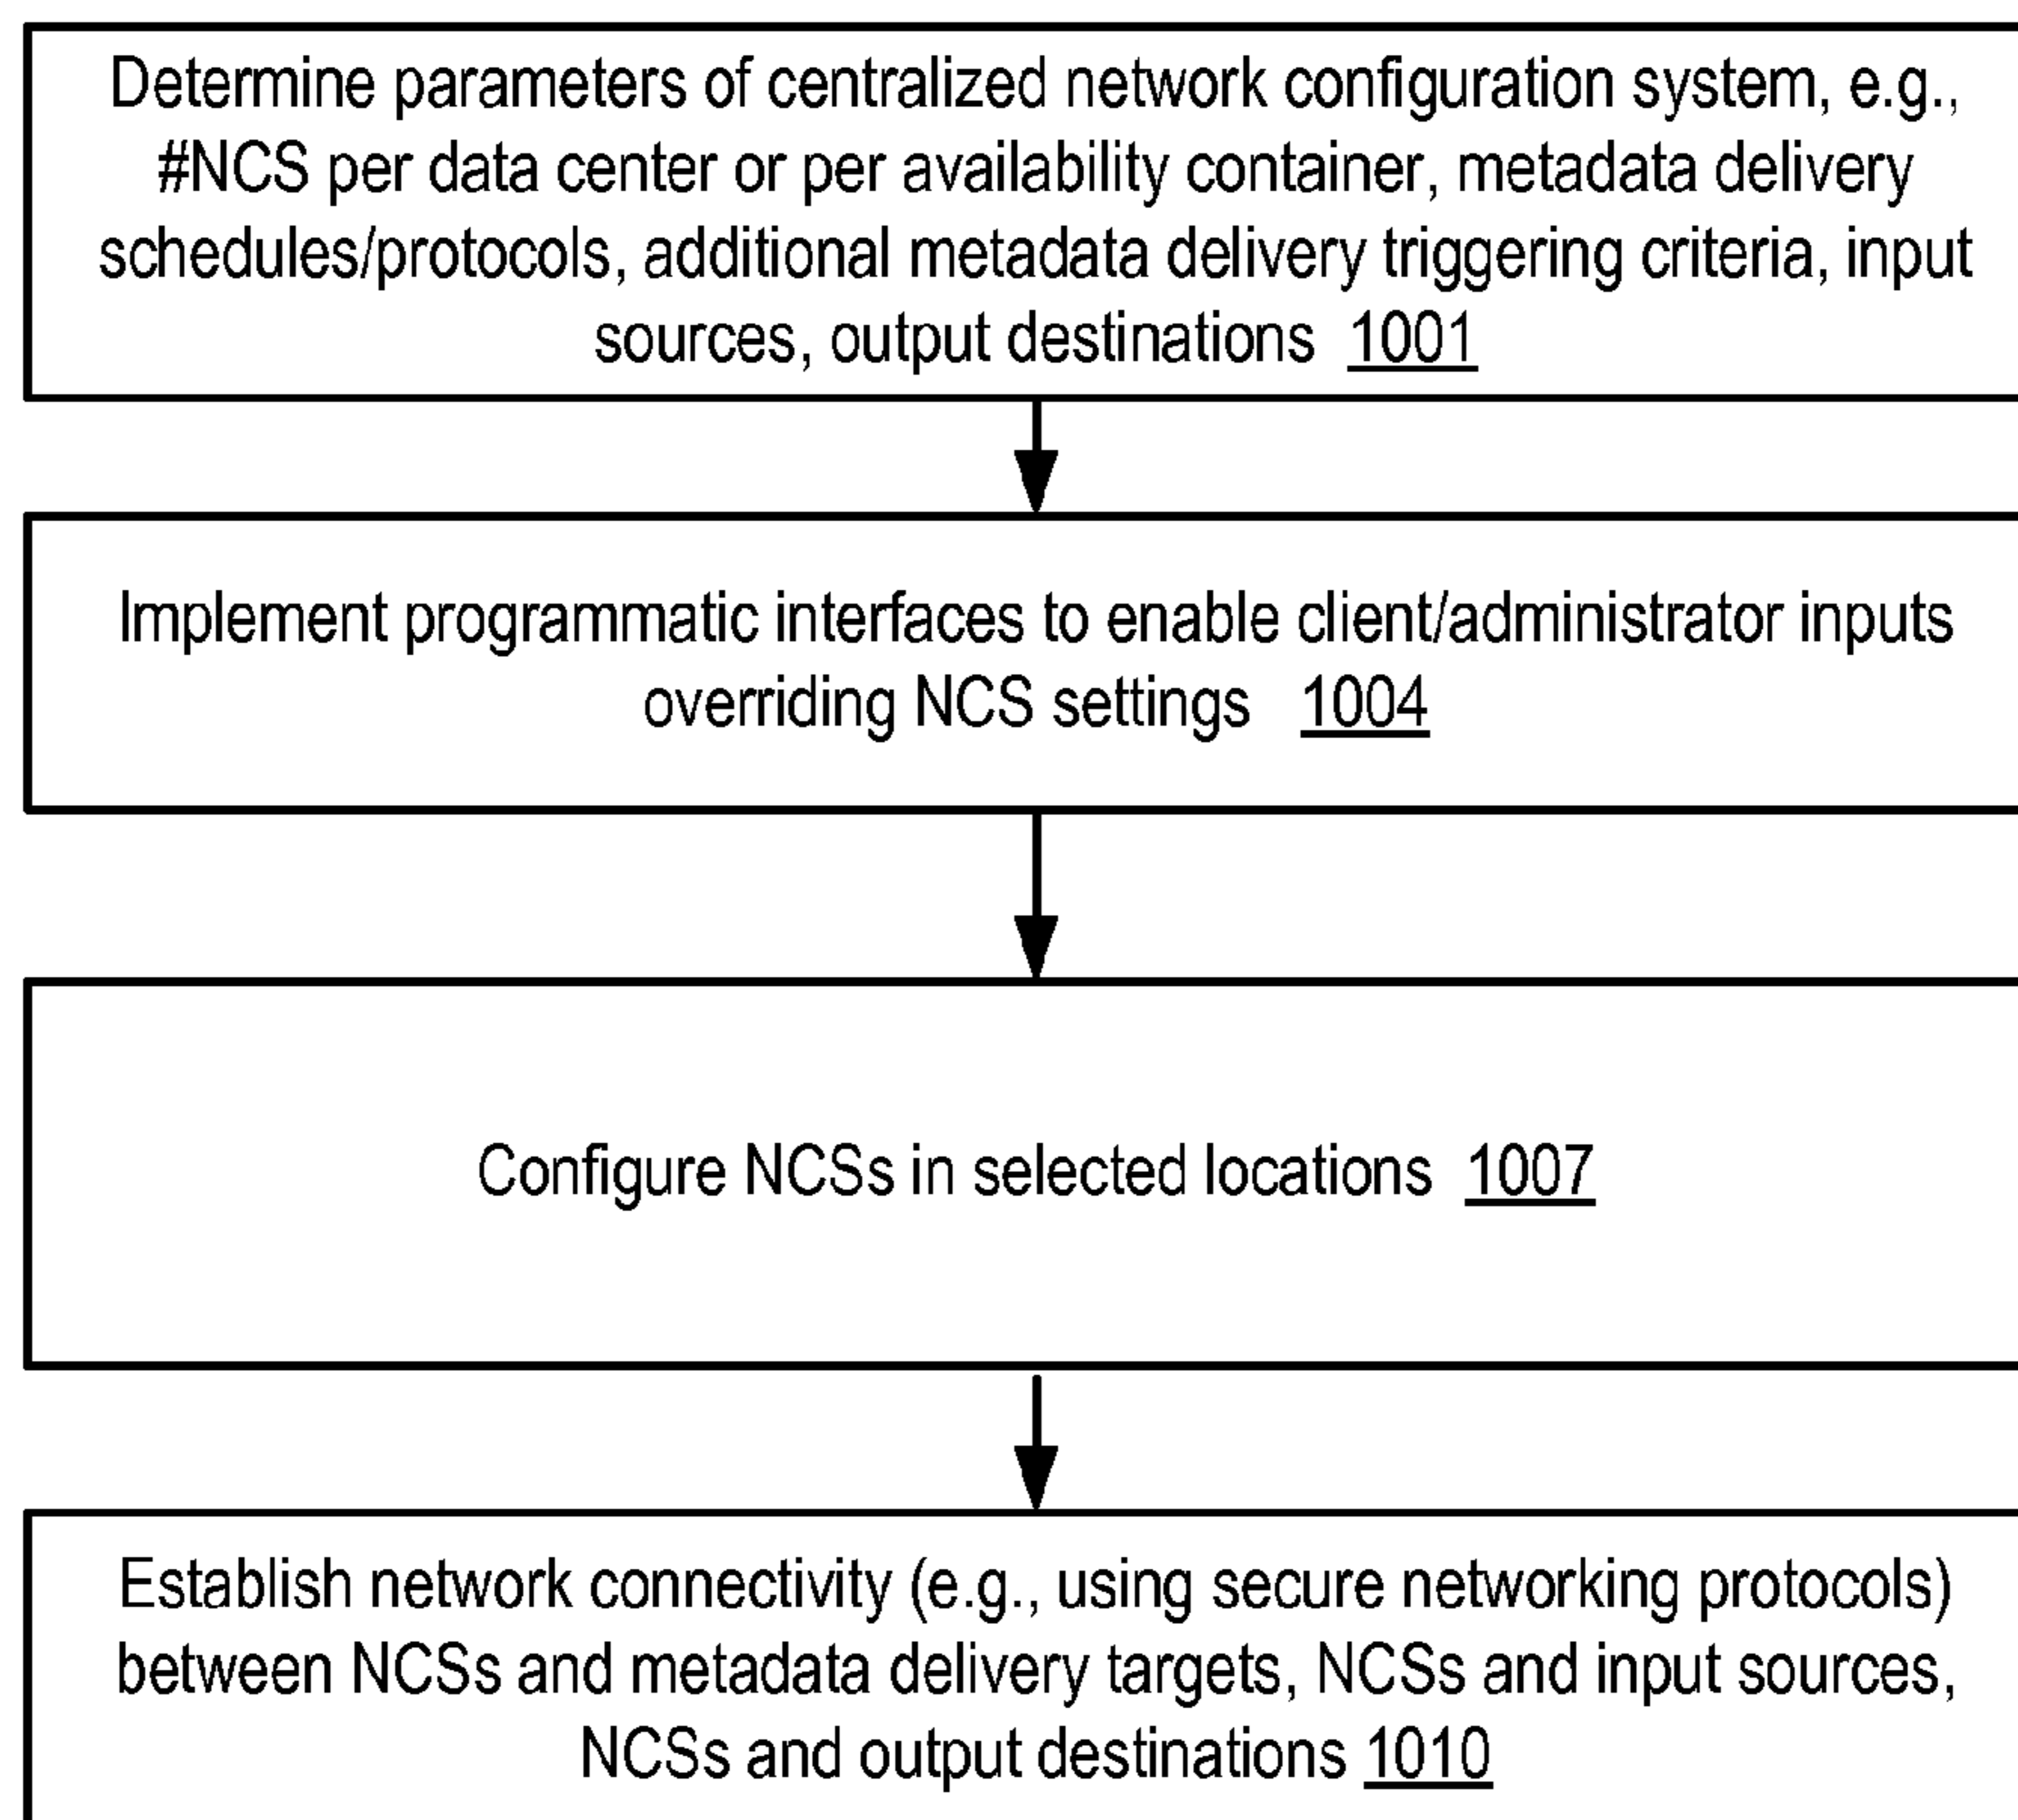 Determine parameters of centralized network configuration system, e.g.,
#NCS per data center or per availability container, metadata delivery
schedules/protocols, additional metadata delivery triggering criteria, input
sources, output destinations 1001
Implement programmatic interfaces to enable client/administrator inputs
overriding NCS settings 1004
Configure NCSs in selected locations 1007
Establish network connectivity (e.g., using secure networking protocols)
between NCSs and metadata delivery targets, NCSs and input sources,
NCSs and output destinations 1010